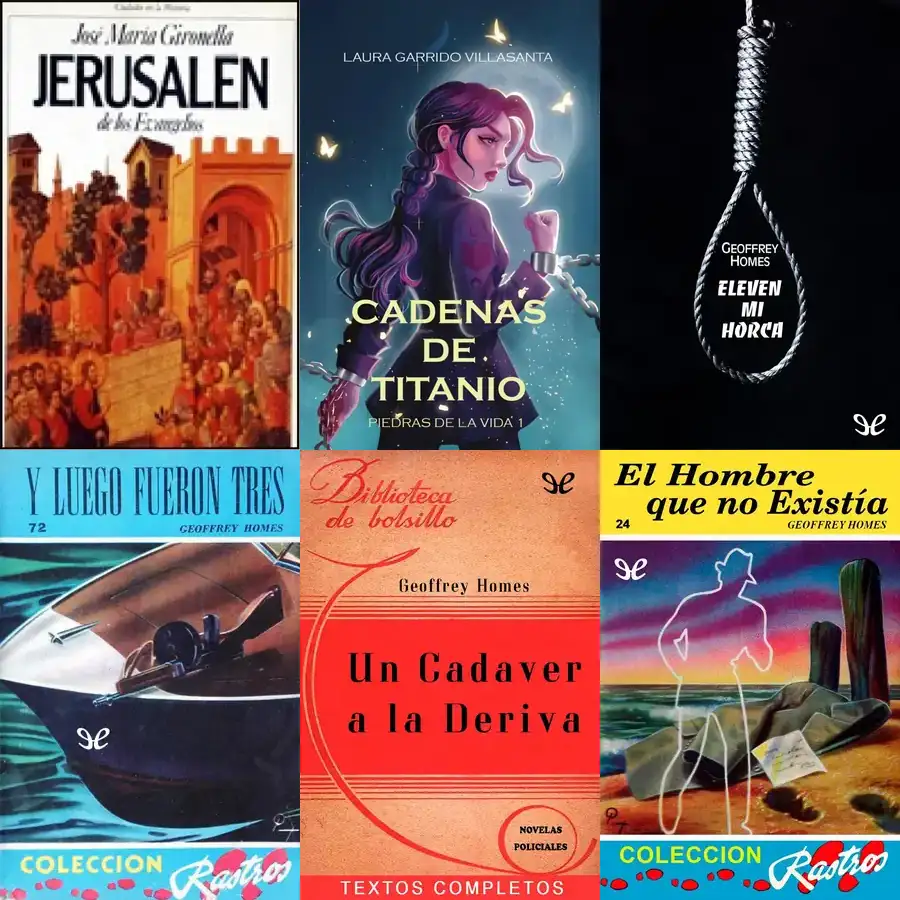 Ciudades en la Historia
José María Gironella
JERUSALEN
de los Evangelios
LAURA GARRIDO VILLASANTA
CADENAS
DE
TITANIO
PIEDRAS DE LA VIDA 1
GEOFFREY
HOMES
ELEVEN
MI
HORCA
Y LUEGO FUERON TRES
72
GEOFFREY HOMES
COLECCION
Rastros
Biblioteca
de bolsillo
Geoffrey Homes
Un Cadaver
a la Deriva
NOVELAS
POLICIALES
TEXTOS COMPLETOS
El Hombre
que no Existía
24
GEOFFREY HOMES
COLECCION
Rastros